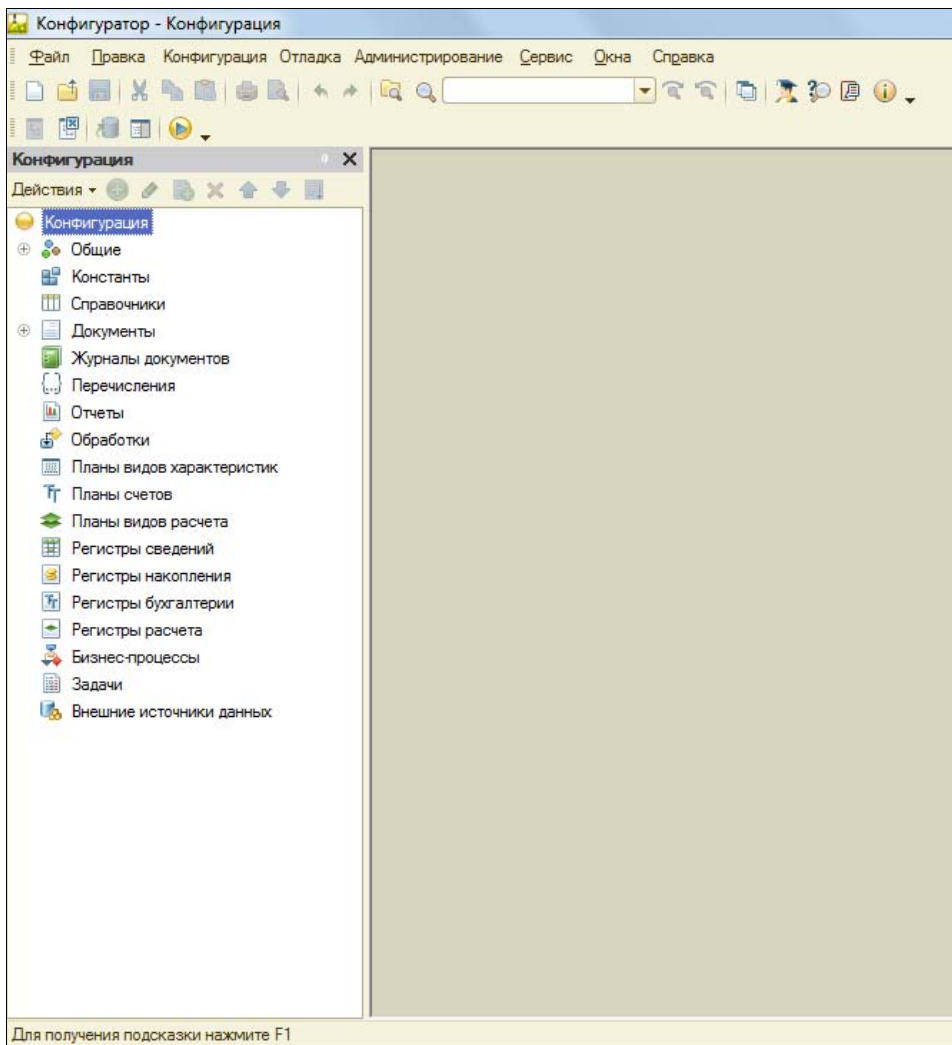 Конфигуратор - Конфигурация
Файл Правка Конфигурация Отладка Администрирование Сервис Окна Справка
Конфигурация
Действия
Конфигурация
Общие
Константы
Справочники
Документы
Журналы документов
Перечисления
Отчеты
Обработки
Планы видов характеристик
Планы счетов
Планы видов расчета
Регистры сведений
Регистры накопления
Регистры бухгалтерии
Регистры расчета
Бизнес-процессы
Задачи
Внешние источники данных
Для получения подсказки нажмите F1